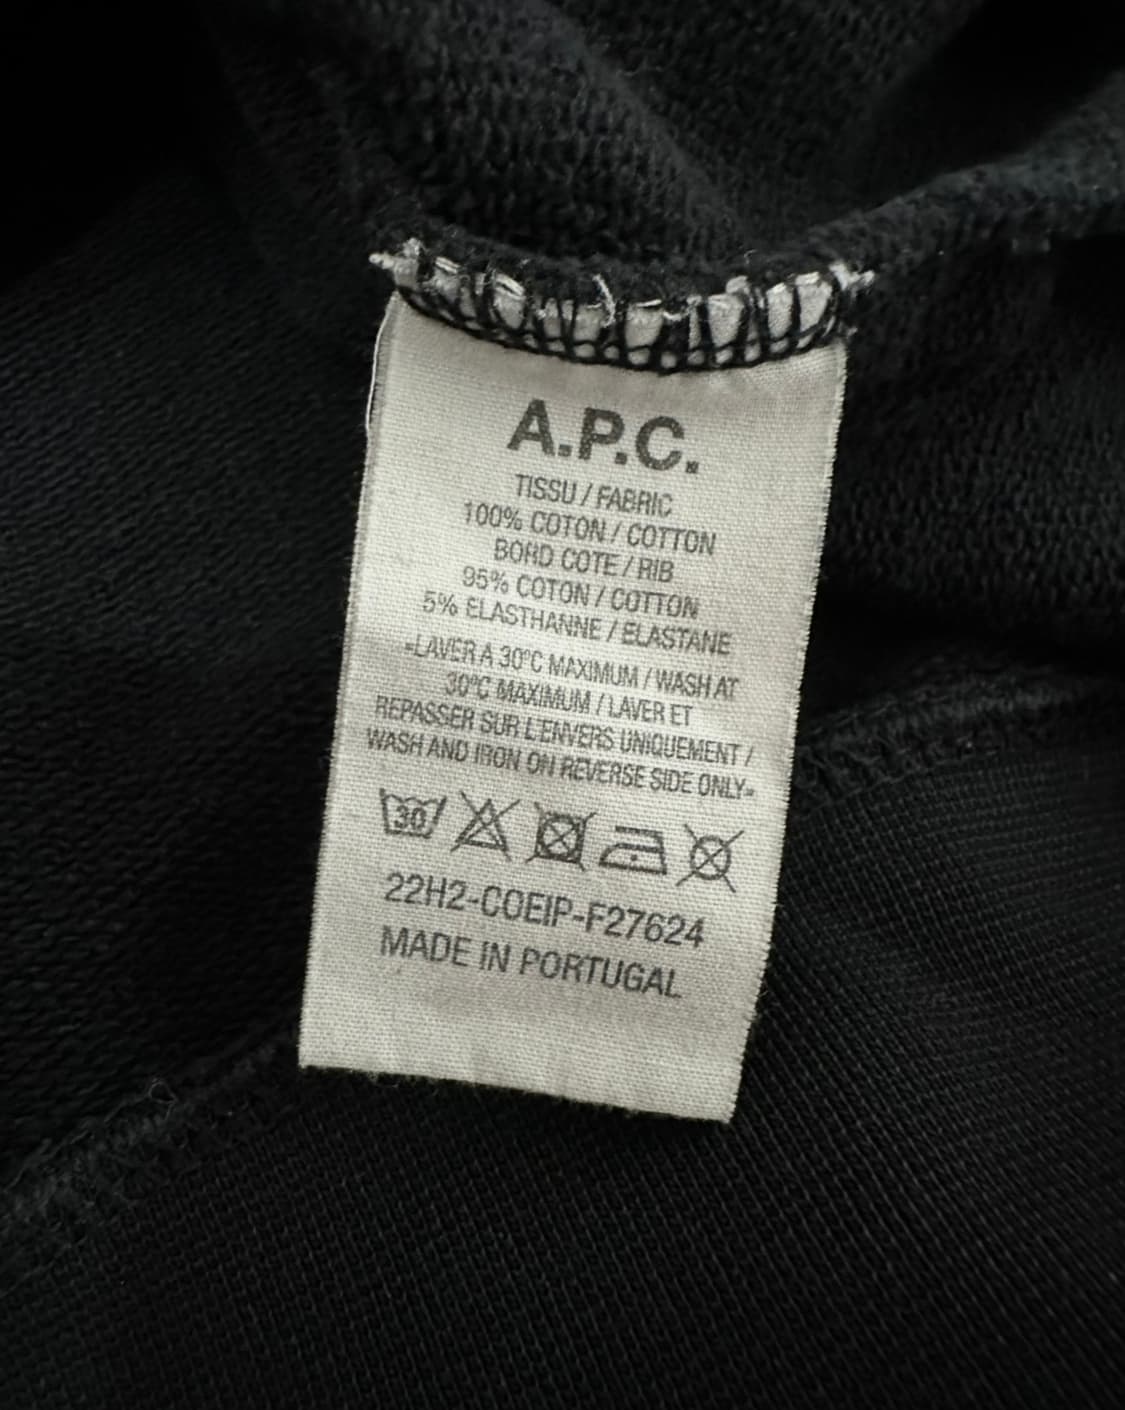 A.P.C.
TISSU / FABRIC
100% COTON / COTTON
BORD COTE / RIB
95% COTON / COTTON
5% ELASTHANNE / ELASTANE
«LAVER A 30°C MAXIMUM / WASH AT
30°C MAXIMUM / LAVER ET
REPASSER SUR L'ENVERS UNIQUEMENT /
WASH AND IRON ON REVERSE SIDE ONLY»
30
22H2-COEIP-F27624
MADE IN PORTUGAL